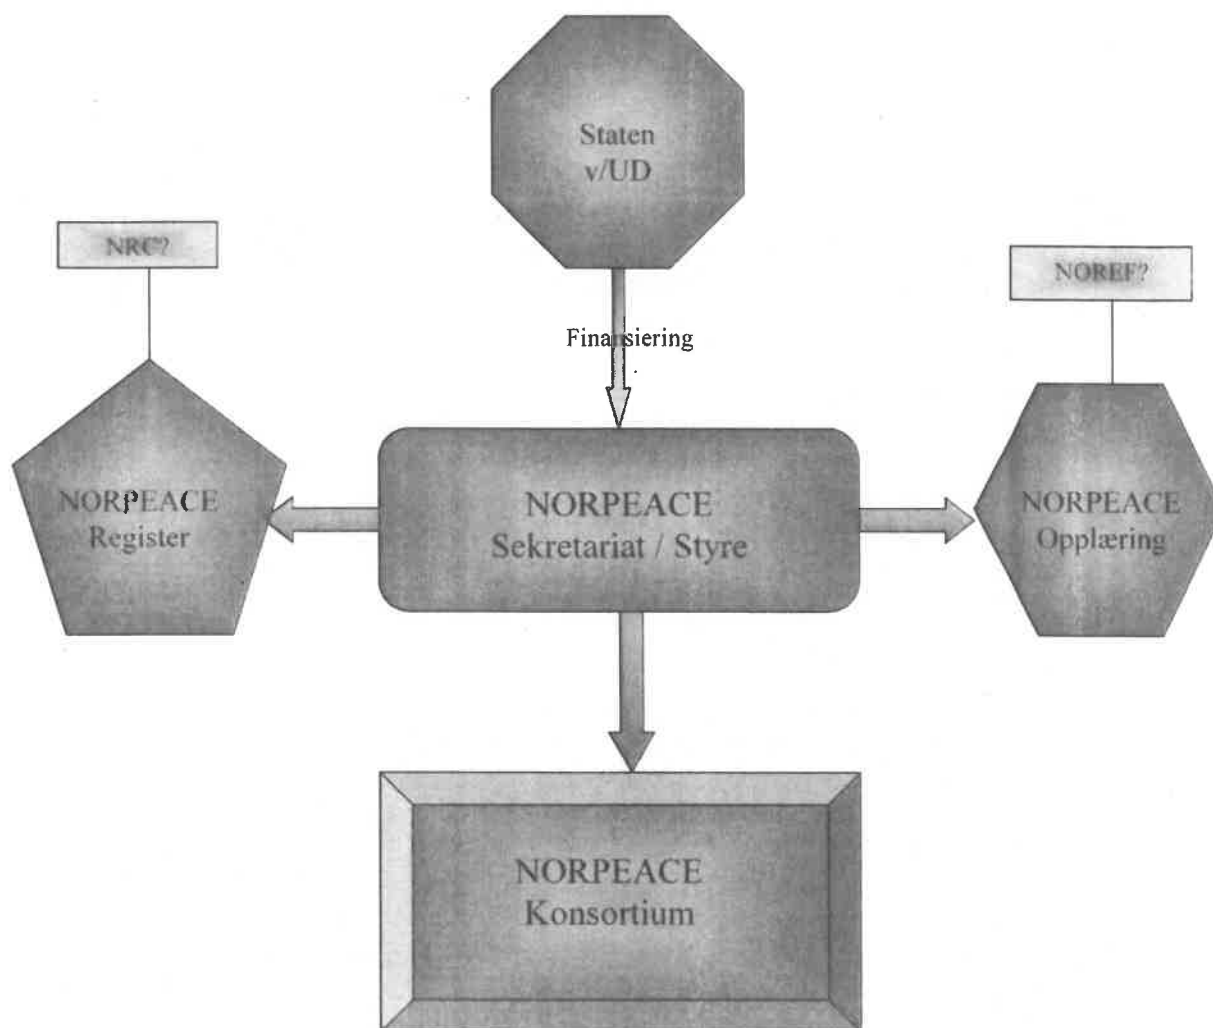 Staten
v/UD
NRC?
NOREF?
Finansiering
NORPEACE
Register
NORPEACE
Sekretariat / Styre
NORPEACE
Opplæring
NORPEACE
Konsortium